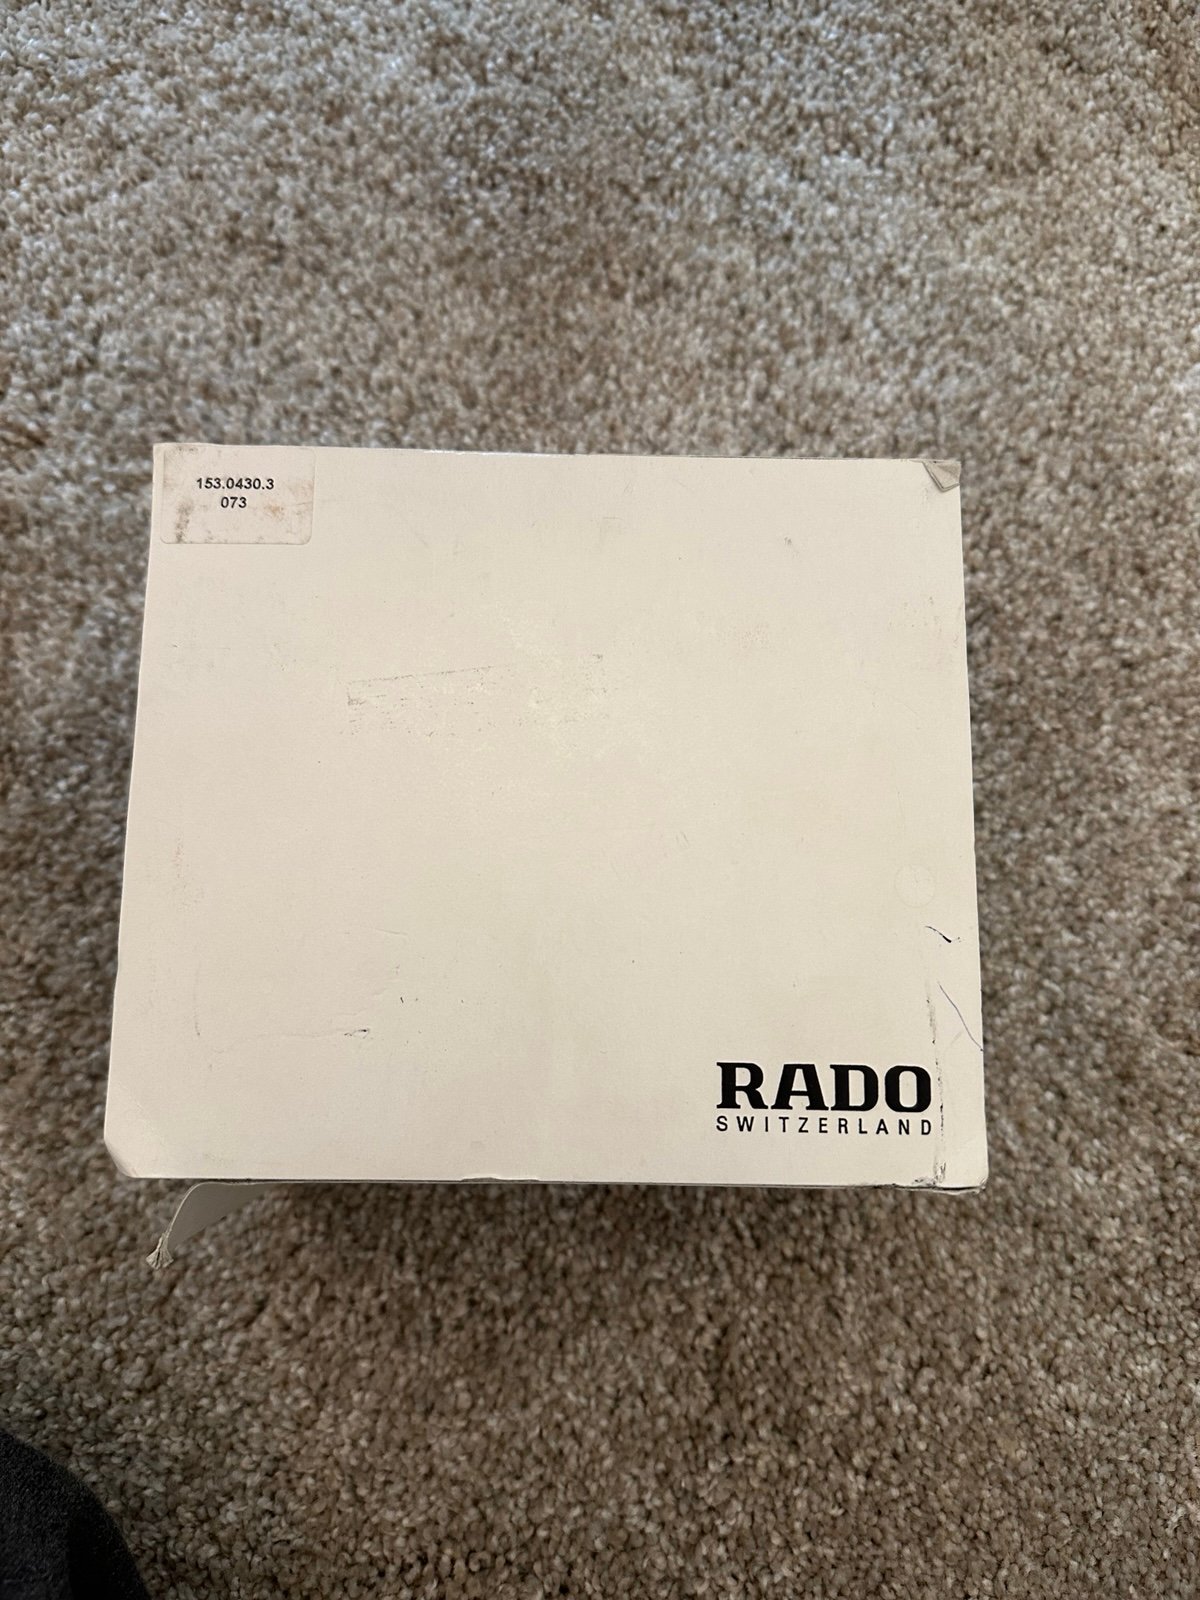 153.0430.3
073
RADO
SWITZERLAND